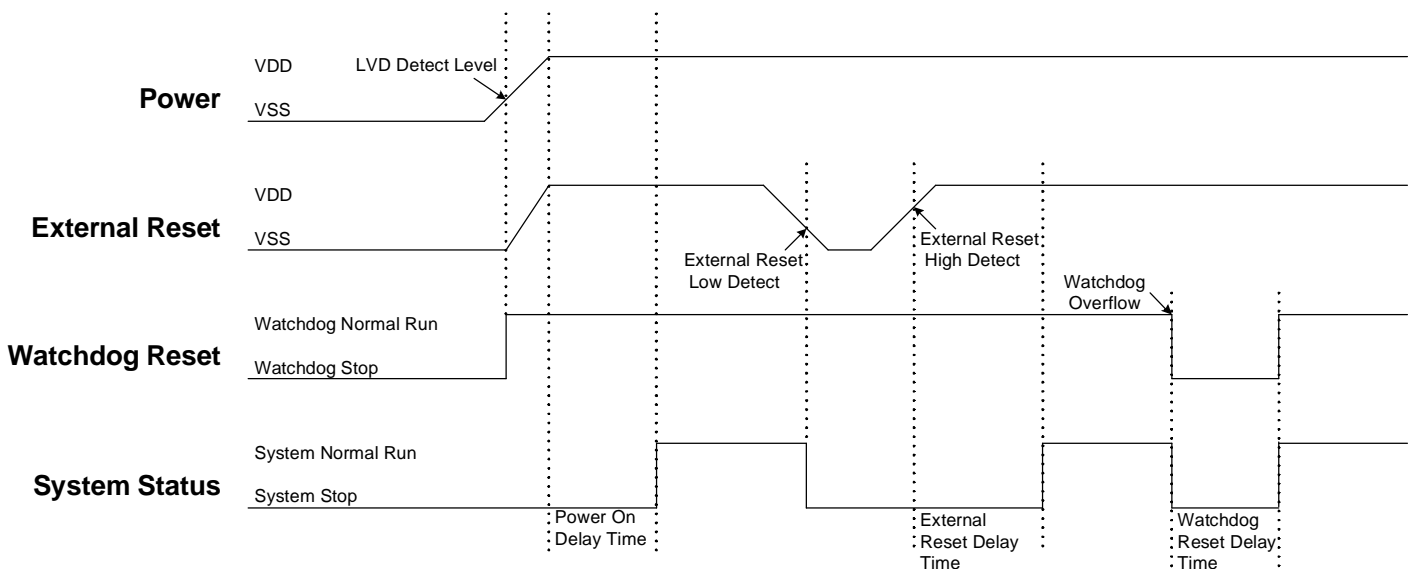 VDD
LVD Detect Level
Power
VSS
VDD
External Reset
VSS
External Reset
Low Detect
External Reset
High Detect
Watchdog
Overflow
Watchdog Normal Run
Watchdog Reset
Watchdog Stop
System Normal Run
System Status
System Stop
Power On
Delay Time
External
Reset Delay
Time
Watchdog
Reset Delay
Time